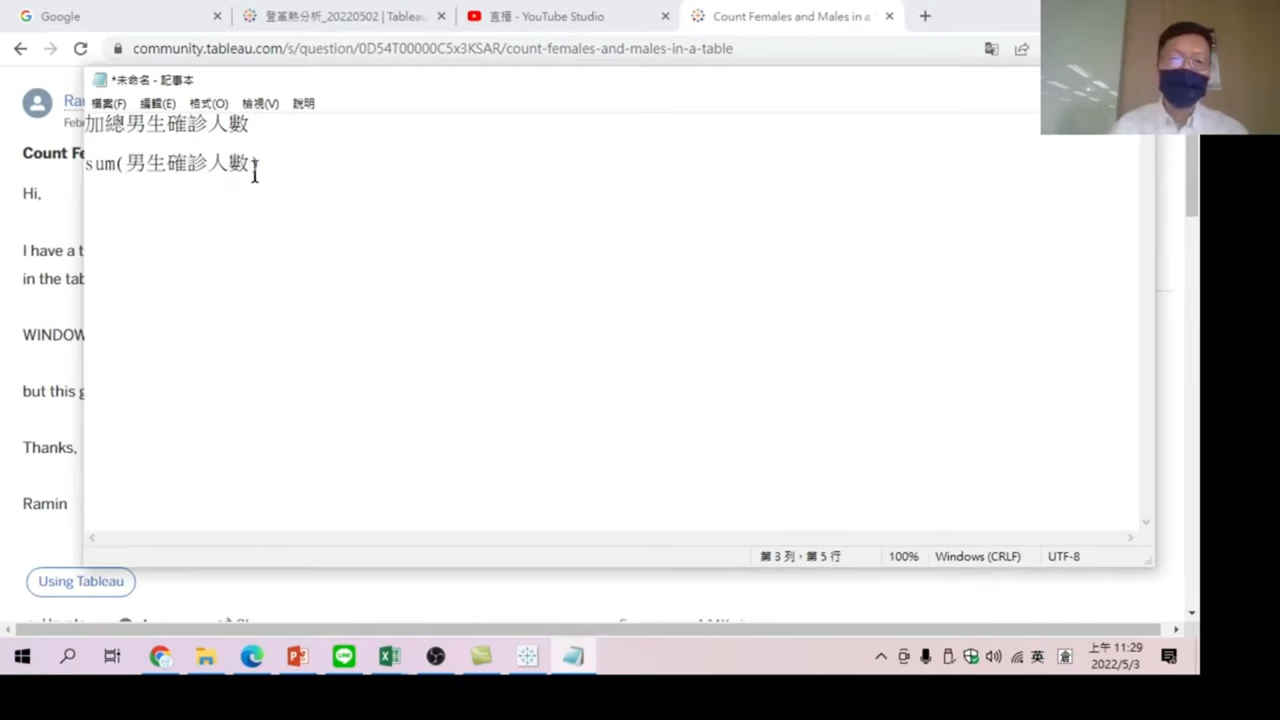 Google
登革熱分析_20220502 | Tableau
直播 - YouTube Studio
Count Females and Males in a
community.tableau.com/s/question/0D54T00000C5x3KSAR/count-females-and-males-in-a-table
*未命名 - 記事本
檔案(F) 編輯(E) 格式(O) 檢視(V) 說明
加總男生確診人數
sum(男生確診人數)
Count Fe
Hi,
I have a t
in the tab
WINDOW
but this g
Thanks,
Ramin
第 3 列，第 5 行 100% Windows (CRLF) UTF-8
Using Tableau
英
上午 11:29
2022/5/3